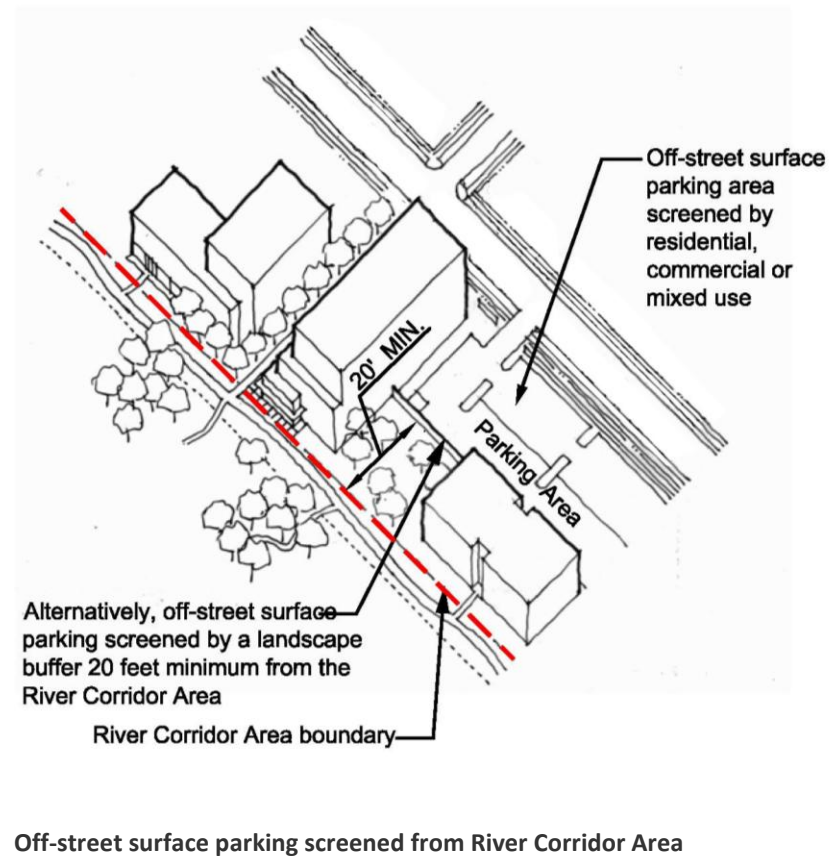 Off-street surface
parking area
screened by
residential,
commercial or
mixed use
20' MIN.
Parking Area
Alternatively, off-street surface
parking screened by a landscape
buffer 20 feet minimum from the
River Corridor Area
River Corridor Area boundary
Off-street surface parking screened from River Corridor Area